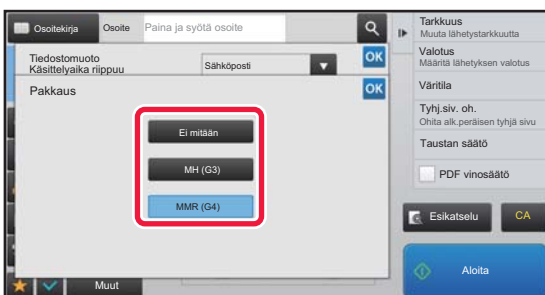 Osoitekirja
Osoite
Paina ja syötä osoite
Tiedostomuoto
Käsittelyaika riippuu
Sähköposti
OK
Pakkaus
OK
Ei mitään
MH (G3)
MMR (G4)
Muut
Tarkkuus
Muuta lähetystarkkuutta
Valotus
Määritä lähetyksen valotus
Väritila
Tyhj.siv. oh.
Ohita alk.peräisen tyhjä sivu
Taustan säätö
PDF vinosäätö
Esikatselu
CA
Aloita